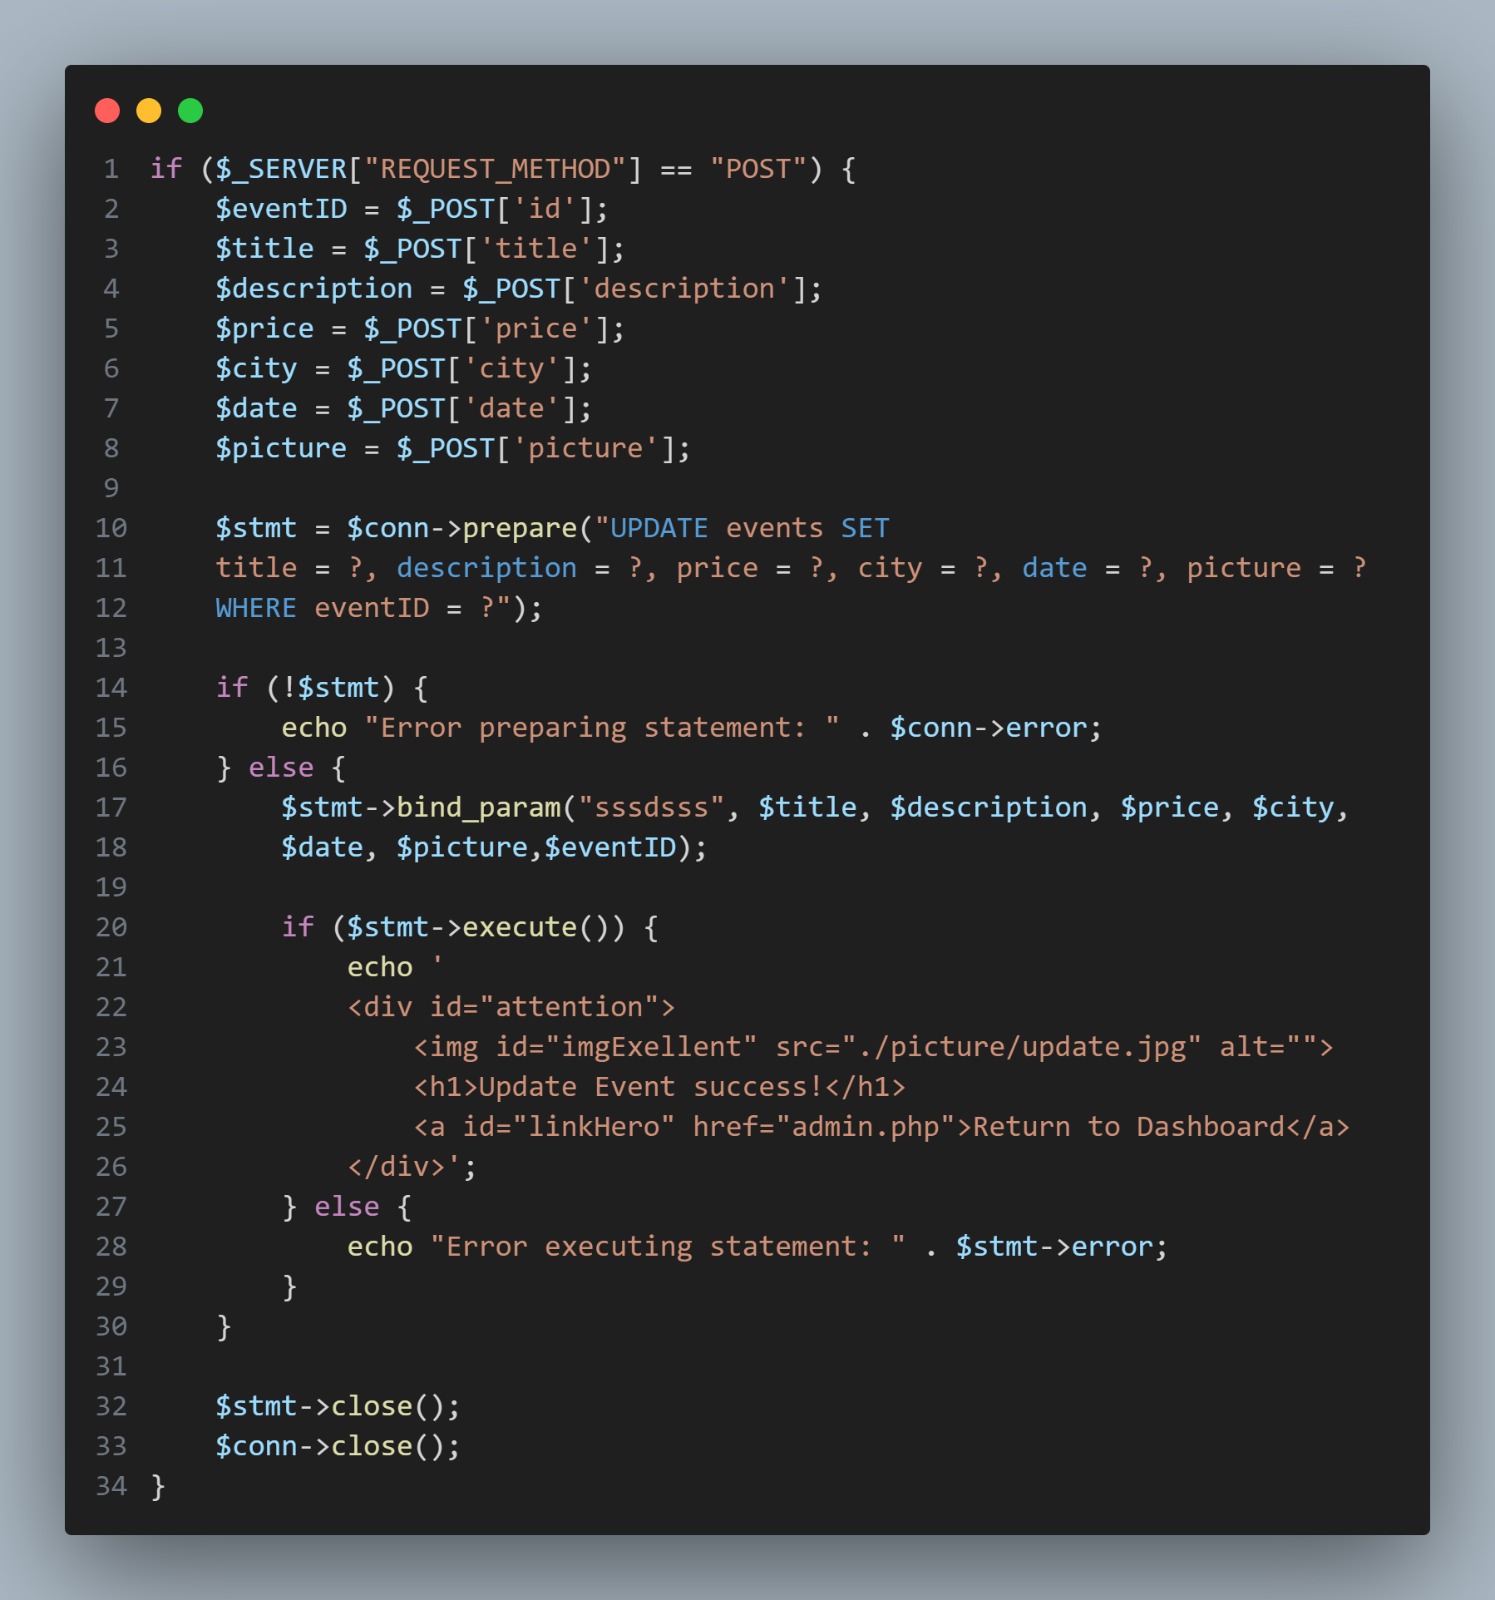 1 if ($_SERVER["REQUEST_METHOD"] == "POST") {
2     $eventID = $_POST['id'];
3     $title = $_POST['title'];
4     $description = $_POST['description'];
5     $price = $_POST['price'];
6     $city = $_POST['city'];
7     $date = $_POST['date'];
8     $picture = $_POST['picture'];
9
10     $stmt = $conn->prepare("UPDATE events SET
11     title = ?, description = ?, price = ?, city = ?, date = ?, picture = ?
12     WHERE eventID = ?");
13
14     if (!$stmt) {
15         echo "Error preparing statement: " . $conn->error;
16     } else {
17         $stmt->bind_param("sssdsss", $title, $description, $price, $city,
18         $date, $picture,$eventID);
19
20         if ($stmt->execute()) {
21             echo '
22             <div id="attention">
23                 <img id="imgExellent" src="./picture/update.jpg" alt="">
24                 <h1>Update Event success!</h1>
25                 <a id="linkHero" href="admin.php">Return to Dashboard</a>
26             </div>';
27         } else {
28             echo "Error executing statement: " . $stmt->error;
29         }
30     }
31
32     $stmt->close();
33     $conn->close();
34 }